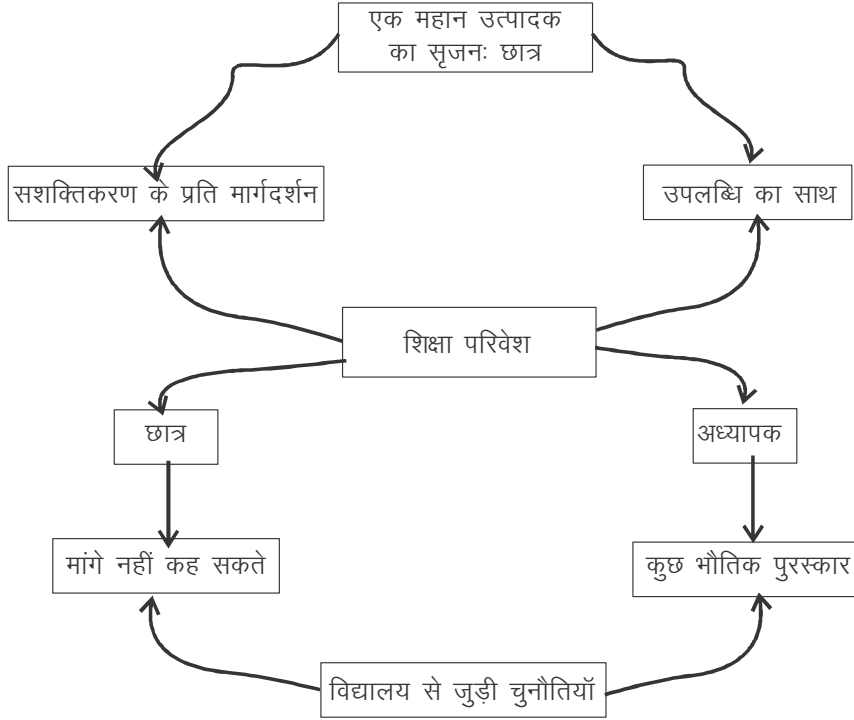 एक महान उत्पादक
का सृजनः छात्र
सशक्तिकरण के प्रति मार्गदर्शन
उपलब्धि का साथ
शिक्षा परिवेश
छात्र
अध्यापक
मांगे नहीं कह सकते
कुछ भौतिक पुरस्कार
विद्यालय से जुड़ी चुनौतियॉ